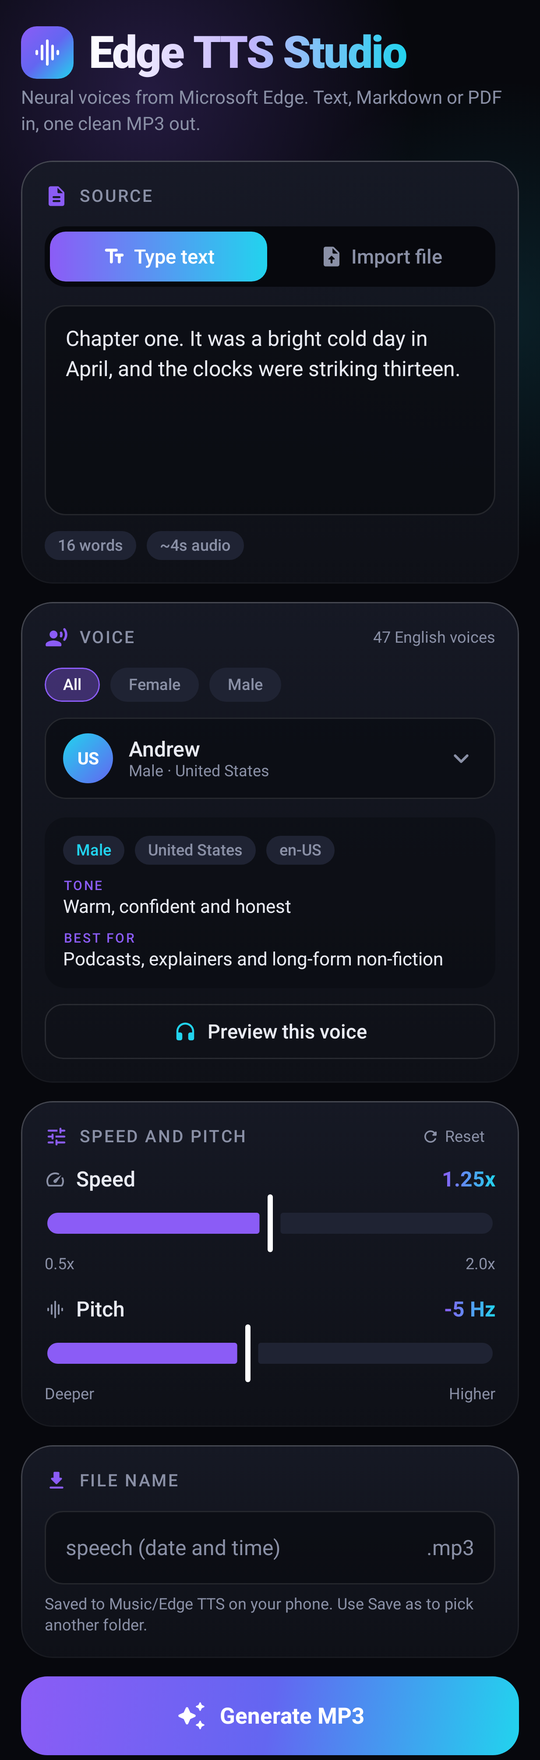 Edge TTS Studio
Neural voices from Microsoft Edge. Text, Markdown or PDF
in, one clean MP3 out.
SOURCE
Type text
Import file
Chapter one. It was a bright cold day in
April, and the clocks were striking thirteen.
16 words
~4s audio
VOICE
47 English voices
All
Female
Male
US
Andrew
Male · United States
Male
United States
en-US
TONE
Warm, confident and honest
BEST FOR
Podcasts, explainers and long-form non-fiction
Preview this voice
SPEED AND PITCH
Reset
Speed
1.25x
0.5x
2.0x
Pitch
-5 Hz
Deeper
Higher
FILE NAME
speech (date and time)
.mp3
Saved to Music/Edge TTS on your phone. Use Save as to pick
another folder.
Generate MP3